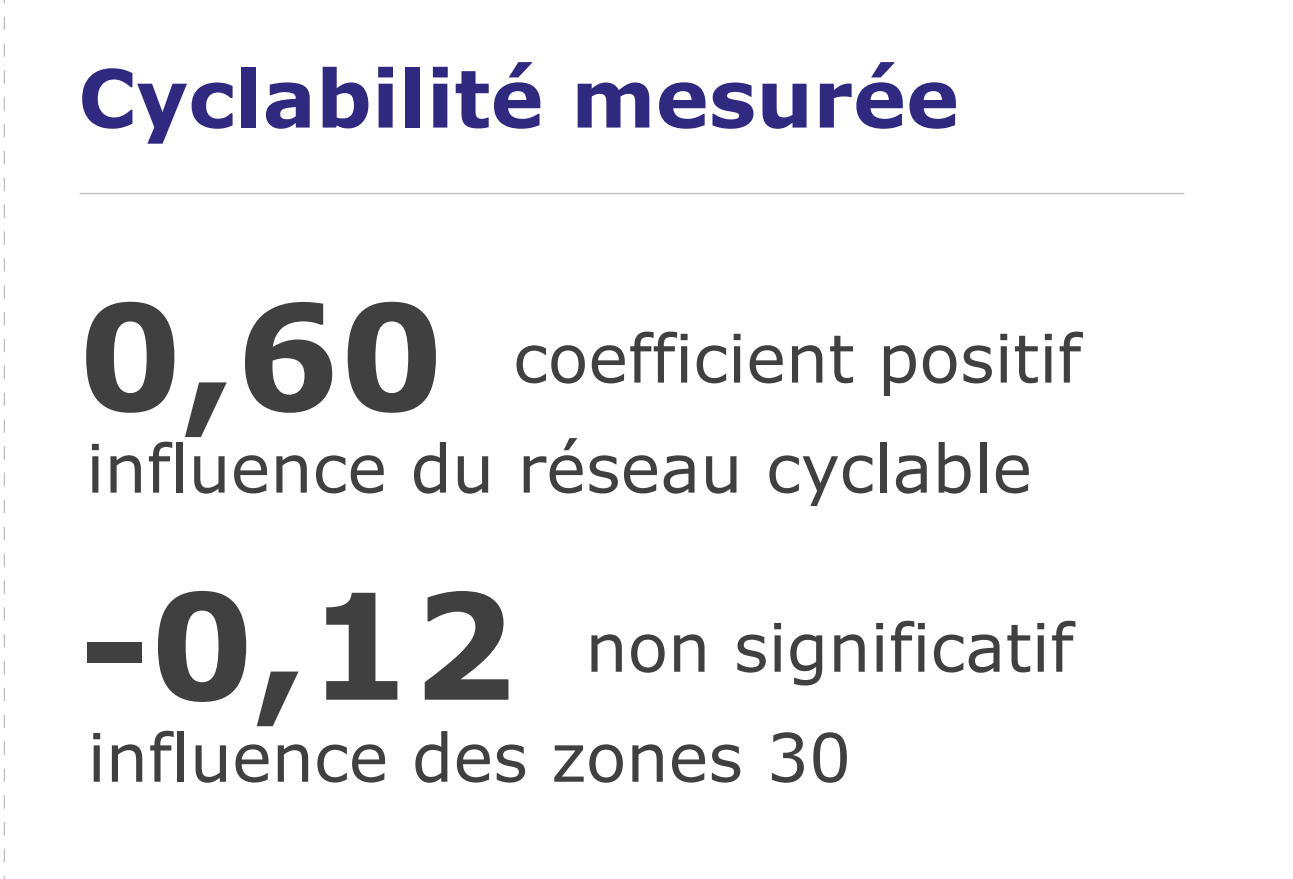 Cyclabilité mesurée
0,60 coefficient positif
influence du réseau cyclable
-0,12 non significatif
influence des zones 30